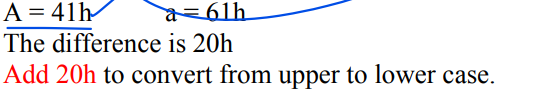 A = 41h a = 61h
The difference is 20h
Add 20h to convert from upper to lower case.